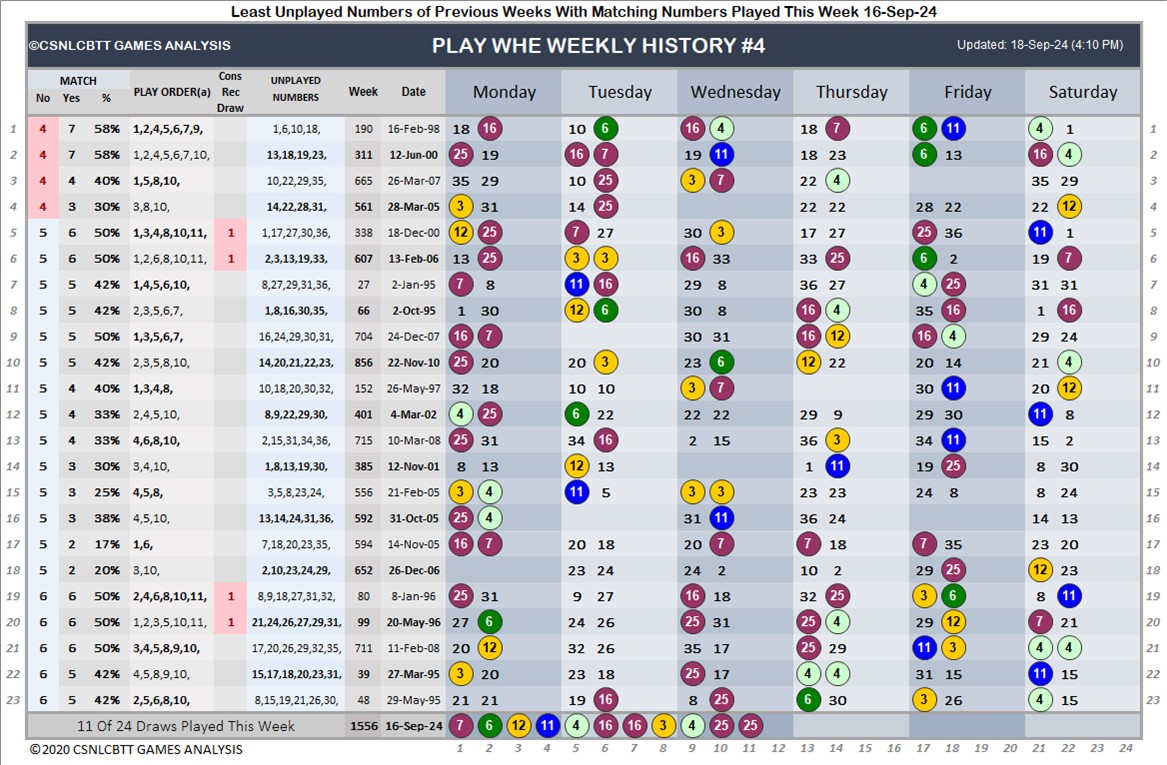 Least Unplayed Numbers of Previous Weeks With Matching Numbers Played This Week 16-Sep-24
©CSNLCBTT GAMES ANALYSIS PLAY WHE WEEKLY HISTORY #4 Updated: 18-Sep-24 (4:10 PM)
MATCH No Yes % PLAY ORDER(a) Cons Rec Draw UNPLAYED NUMBERS Week Date Monday Tuesday Wednesday Thursday Friday Saturday
1 4 7 58% 1,2,4,5,6,7,9, 1,6,10,18, 190 16-Feb-98 18 16 10 6 16 4 18 7 6 11 4 1 1
2 4 7 58% 1,2,4,5,6,7,10, 13,18,19,23, 311 12-Jun-00 25 19 16 7 19 11 18 23 6 13 16 4 2
3 4 4 40% 1,5,8,10, 10,22,29,35, 665 26-Mar-07 35 29 10 25 3 7 22 4 35 29 3
4 4 3 30% 3,8,10, 14,22,28,31, 561 28-Mar-05 3 31 14 25 22 22 28 22 22 12 4
5 5 6 50% 1,3,4,8,10,11, 1 1,17,27,30,36, 338 18-Dec-00 12 25 7 27 30 3 17 27 25 36 11 1 5
6 5 6 50% 1,2,6,8,10,11, 1 2,3,13,19,33, 607 13-Feb-06 13 25 3 3 16 33 33 25 6 2 19 7 6
7 5 5 42% 1,4,5,6,10, 8,27,29,31,36, 27 2-Jan-95 7 8 11 16 29 8 36 27 4 25 31 31 7
8 5 5 42% 2,3,5,6,7, 1,8,16,30,35, 66 2-Oct-95 1 30 12 6 30 8 16 4 35 16 1 16 8
9 5 5 50% 1,3,5,6,7, 16,24,29,30,31, 704 24-Dec-07 16 7 30 31 16 12 16 4 29 24 9
10 5 5 42% 2,3,5,8,10, 14,20,21,22,23, 856 22-Nov-10 25 20 20 3 23 6 12 22 20 14 21 4 10
11 5 4 40% 1,3,4,8, 10,18,20,30,32, 152 26-May-97 32 18 10 10 3 7 30 11 20 12 11
12 5 4 33% 2,4,5,10, 8,9,22,29,30, 401 4-Mar-02 4 25 6 22 22 22 29 9 29 30 11 8 12
13 5 4 33% 4,6,8,10, 2,15,31,34,36, 715 10-Mar-08 25 31 34 16 2 15 36 3 34 11 15 2 13
14 5 3 30% 3,4,10, 1,8,13,19,30, 385 12-Nov-01 8 13 12 13 1 11 19 25 8 30 14
15 5 3 25% 4,5,8, 3,5,8,23,24, 556 21-Feb-05 3 4 11 5 3 3 23 23 24 8 8 24 15
16 5 3 38% 4,5,10, 13,14,24,31,36, 592 31-Oct-05 25 4 31 11 36 24 14 13 16
17 5 2 17% 1,6, 7,18,20,23,35, 594 14-Nov-05 16 7 20 18 20 7 7 18 7 35 23 20 17
18 5 2 20% 3,10, 2,10,23,24,29, 652 26-Dec-06 23 24 24 2 10 2 29 25 12 23 18
19 6 6 50% 2,4,6,8,10,11, 1 8,9,18,27,31,32, 80 8-Jan-96 25 31 9 27 16 18 32 25 3 6 8 11 19
20 6 6 50% 1,2,3,5,10,11, 1 21,24,26,27,29,31, 99 20-May-96 27 6 24 26 25 31 25 4 29 12 7 21 20
21 6 6 50% 3,4,5,8,9,10, 17,20,26,29,32,35, 711 11-Feb-08 20 12 32 26 35 17 25 29 11 3 4 4 21
22 6 5 42% 4,5,8,9,10, 15,17,18,20,23,31, 39 27-Mar-95 3 20 23 18 25 17 4 4 31 15 11 15 22
23 6 5 42% 2,5,6,8,10, 8,15,19,21,26,30, 48 29-May-95 21 21 19 16 8 25 6 30 3 26 4 15 23
11 Of 24 Draws Played This Week 1556 16-Sep-24 7 6 12 11 4 16 16 3 4 25 25
©2020 CSNLCBTT GAMES ANALYSIS 1 2 3 4 5 6 7 8 9 10 11 12 13 14 15 16 17 18 19 20 21 22 23 24